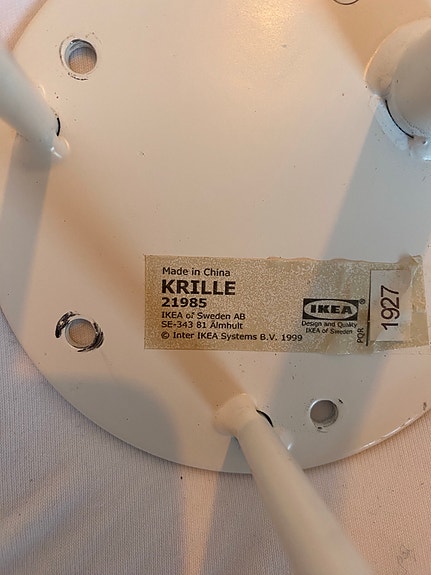 Made in China
KRILLE
21985
IKEA of Sweden AB
SE-343 81 Älmhult
© Inter IKEA Systems B.V. 1999
IKEA®
Design and Quality
IKEA of Sweden
PQR
1927